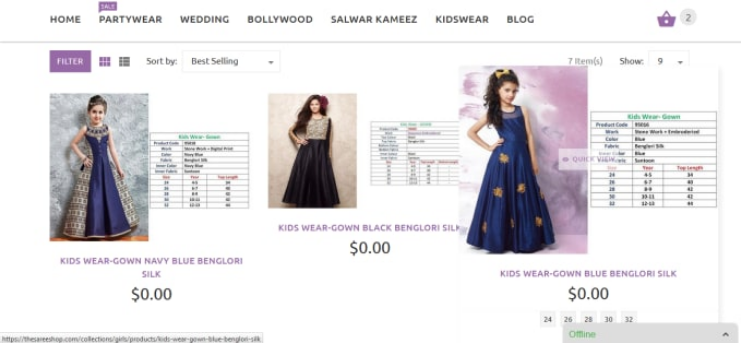 SALE
HOME PARTYWEAR WEDDING BOLLYWOOD SALWAR KAMEEZ KIDSWEAR BLOG 2
FILTER Sort by: Best Selling 7 Item(s) Show: 9
Kids Wear- Gown
Product Code 95016
Work Stone Work + Digital Print
Color Navy Blue
Fabric Benglori Silk
Inner Color Navy Blue
Inner Fabric Santoon
Size Year Top Length
24 4-5 34
26 6-7 40
28 8-9 42
30 10-11 42
32 12-13 44
KIDS WEAR-GOWN NAVY BLUE BENGLORI
SILK
$0.00
Benglori Silk
KIDS WEAR-GOWN BLACK BENGLORI SILK
$0.00
Kids Wear- Gown
Product Code 95018
Work Stone Work + Embroidered
Color Blue
Fabric Benglori Silk
QUICK VIEW
Inner Color Blue
Inner Fabric Santoon
Size Year Top Length
24 4-5 34
26 6-7 40
28 8-9 42
30 10-11 42
32 12-13 44
KIDS WEAR-GOWN BLUE BENGLORI SILK
$0.00
24 26 28 30 32
Offline
https://thesareeshop.com/collections/girls/products/kids-wear-gown-blue-benglori-silk